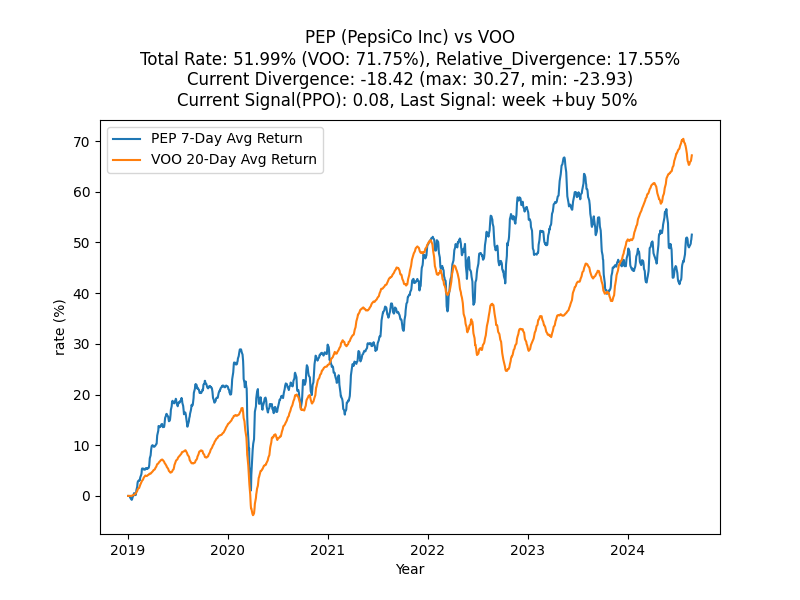 PEP (PepsiCo Inc) vs VOO
Total Rate: 51.99% (VOO: 71.75%), Relative_Divergence: 17.55%
Current Divergence: -18.42 (max: 30.27, min: -23.93)
Current Signal(PPO): 0.08, Last Signal: week +buy 50%
PEP 7-Day Avg Return
VOO 20-Day Avg Return
70
60
50
40
30
20
10
0
rate (%)
2019 2020 2021 2022 2023 2024
Year